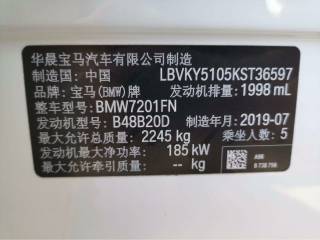 华晨宝马汽车有限公司制造
制造国: 中国 LBVKY5105KST36597
品牌: 宝马(BMW)牌 发动机排量: 1998 mL
整车型号: BMW7201FN
发动机型号: B48B20D 2019-07
最大允许总质量: 2245 kg 乘坐人数: 5
发动机最大净功率: 185 kW
最大允许牵引质量: -- kg